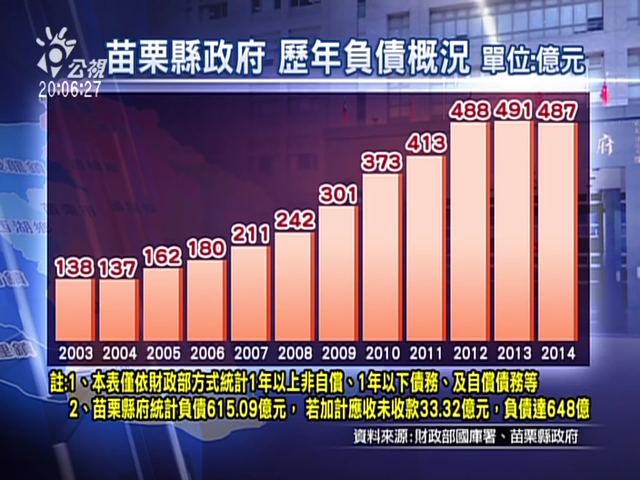 苗栗縣政府 歷年負債概況 單位:億元
公視
20:06:27
138 137 162 180 211 242 301 373 413 488 491 487
2003 2004 2005 2006 2007 2008 2009 2010 2011 2012 2013 2014
註:1、本表僅依財政部方式統計1年以上非自償、1年以下債務、及自償債務等
2、苗栗縣府統計負債615.09億元， 若加計應收未收款33.32億元，負債達648億
資料來源:財政部國庫署、苗栗縣政府
府
西湖鄉